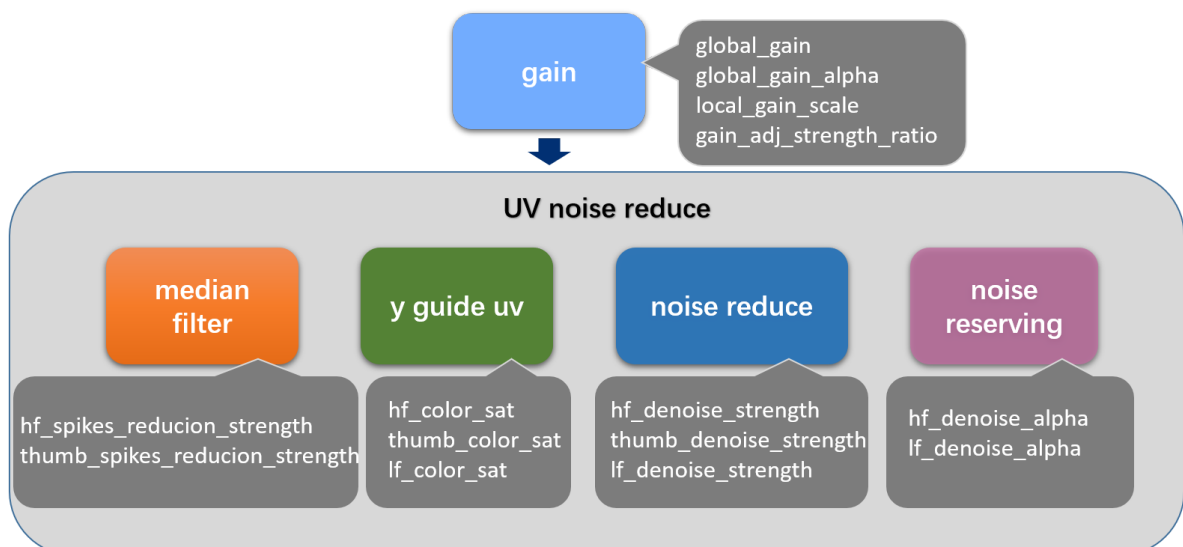 gain
global_gain
global_gain_alpha
local_gain_scale
gain_adj_strength_ratio
UV noise reduce
median
filter
hf_spikes_reducion_strength
thumb_spikes_reducion_strength
y guide uv
hf_color_sat
thumb_color_sat
lf_color_sat
noise reduce
hf_denoise_strength
thumb_denoise_strength
lf_denoise_strength
noise
reserving
hf_denoise_alpha
lf_denoise_alpha